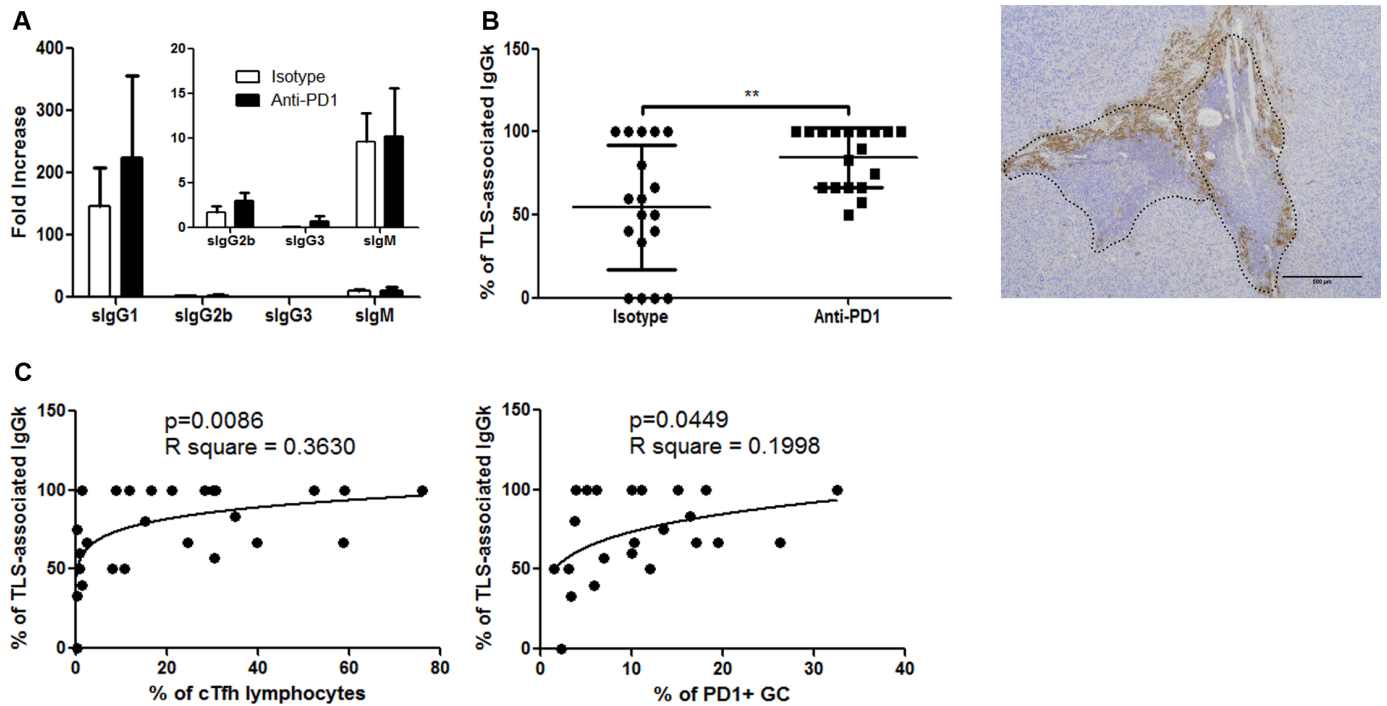 A
Fold Increase
400
300
200
100
0
sIgG1
sIgG2b
sIgG3
sIgM
20
15
10
5
0
Isotype
Anti-PD1
sIgG2b
sIgG3
sIgM
B
% of TLS-associated IgGk
150
100
50
0
**
Isotype
Anti-PD1
500 µm
C
% of TLS-associated IgGk
150
100
50
0
p=0.0086
R square = 0.3630
0
20
40
60
80
% of cTfh lymphocytes
% of TLS-associated IgGk
150
100
50
0
p=0.0449
R square = 0.1998
0
10
20
30
40
% of PD1+ GC